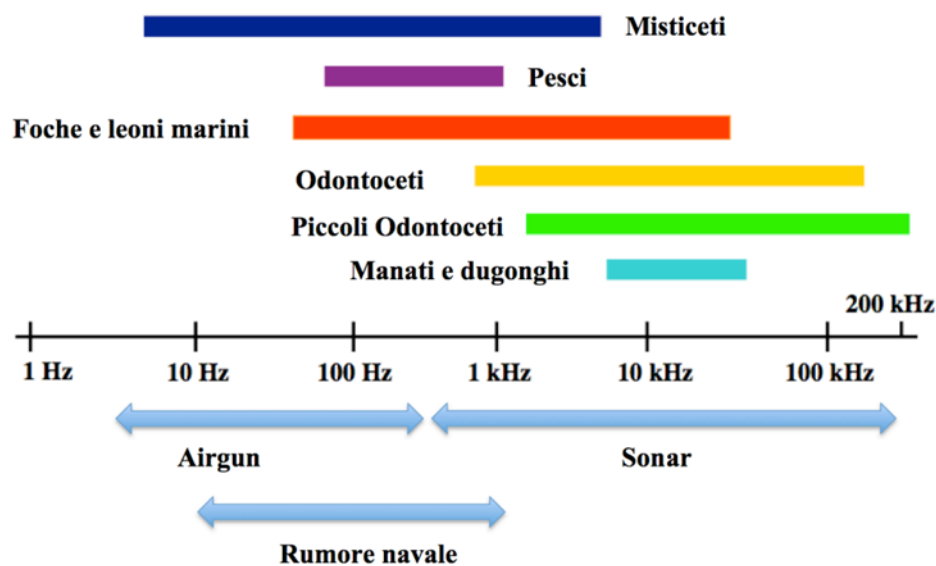 Misticeti
Pesci
Foche e leoni marini
Odontoceti
Piccoli Odontoceti
Manati e dugonghi
200 kHz
1 Hz 10 Hz 100 Hz 1 kHz 10 kHz 100 kHz
Airgun Sonar
Rumore navale